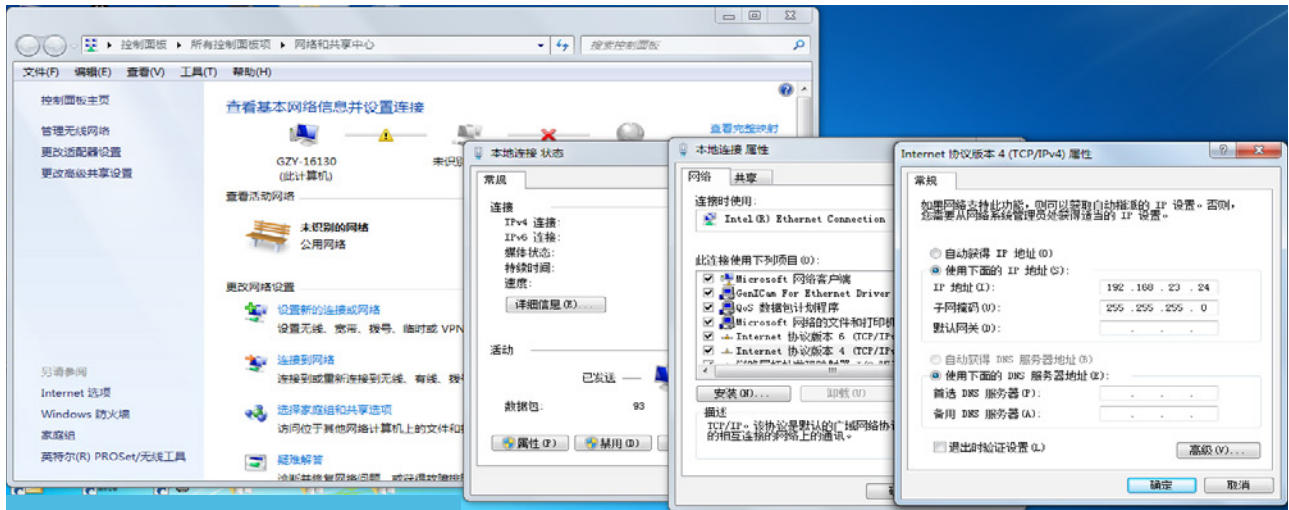 控制面板 ▸ 所有控制面板项 ▸ 网络和共享中心
搜索控制面板
文件(F) 编辑(E) 查看(V) 工具(T) 帮助(H)
控制面板主页
管理无线网络
更改适配器设置
更改高级共享设置
另请参阅
Internet 选项
Windows 防火墙
家庭组
英特尔(R) PROSet/无线工具
查看基本网络信息并设置连接
查看完整映射
GZY-16130
(此计算机)
未识别
查看活动网络
未识别的网络
公用网络
更改网络设置
设置新的连接或网络
设置无线、宽带、拨号、临时或 VPN
连接到网络
连接到或重新连接到无线、有线、拨
选择家庭组和共享选项
访问位于其他网络计算机上的文件和
疑难解答
诊断并修复网络问题，或获得故障排
本地连接 状态
常规
连接
IPv4 连接:
IPv6 连接:
媒体状态:
持续时间:
速度:
详细信息(E)...
活动
已发送
数据包:
93
属性(P)
禁用(D)
本地连接 属性
网络
共享
连接时使用:
Intel(R) Ethernet Connection
此连接使用下列项目(O):
Microsoft 网络客户端
GenICam For Ethernet Driver
QoS 数据包计划程序
Microsoft 网络的文件和打印机
Internet 协议版本 6 (TCP/IP
Internet 协议版本 4 (TCP/IP
安装(N)...
卸载(U)
描述
TCP/IP。该协议是默认的广域网络协
的相互连接的网络上的通讯。
Internet 协议版本 4 (TCP/IPv4) 属性
常规
如果网络支持此功能，则可以获取自动指派的 IP 设置。否则，
您需要从网络系统管理员处获得适当的 IP 设置。
自动获得 IP 地址(O)
使用下面的 IP 地址(S):
IP 地址(I):
192 . 168 . 23 . 24
子网掩码(U):
255 . 255 . 255 . 0
默认网关(D):
自动获得 DNS 服务器地址(B)
使用下面的 DNS 服务器地址(E):
首选 DNS 服务器(P):
备用 DNS 服务器(A):
退出时验证设置(L)
高级(V)...
确定
取消